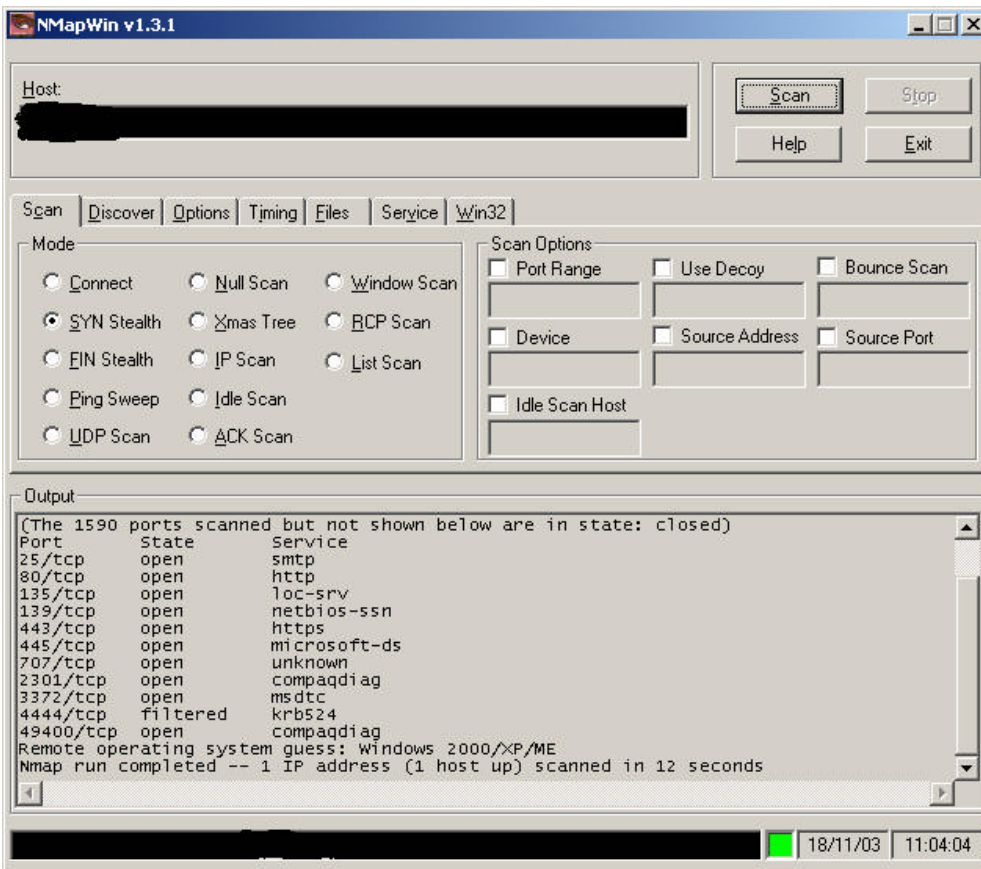 NMapWin v1.3.1
Host:
Scan
Stop
Help
Exit
Scan Discover Options Timing Files Service Win32
Mode
Connect Null Scan Window Scan
SYN Stealth Xmas Tree RCP Scan
FIN Stealth IP Scan List Scan
Ping Sweep Idle Scan
UDP Scan ACK Scan
Scan Options
Port Range Use Decoy Bounce Scan
Device Source Address Source Port
Idle Scan Host
Output
(The 1590 ports scanned but not shown below are in state: closed)
Port State Service
25/tcp open smtp
80/tcp open http
135/tcp open loc-srv
139/tcp open netbios-ssn
443/tcp open https
445/tcp open microsoft-ds
707/tcp open unknown
2301/tcp open compaqdiag
3372/tcp open msdtc
4444/tcp filtered krb524
49400/tcp open compaqdiag
Remote operating system guess: Windows 2000/XP/ME
Nmap run completed -- 1 IP address (1 host up) scanned in 12 seconds
18/11/03 11:04:04